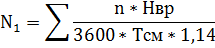 N₁ = ∑ n * Нвр / 3600 * Тсм * 1,14